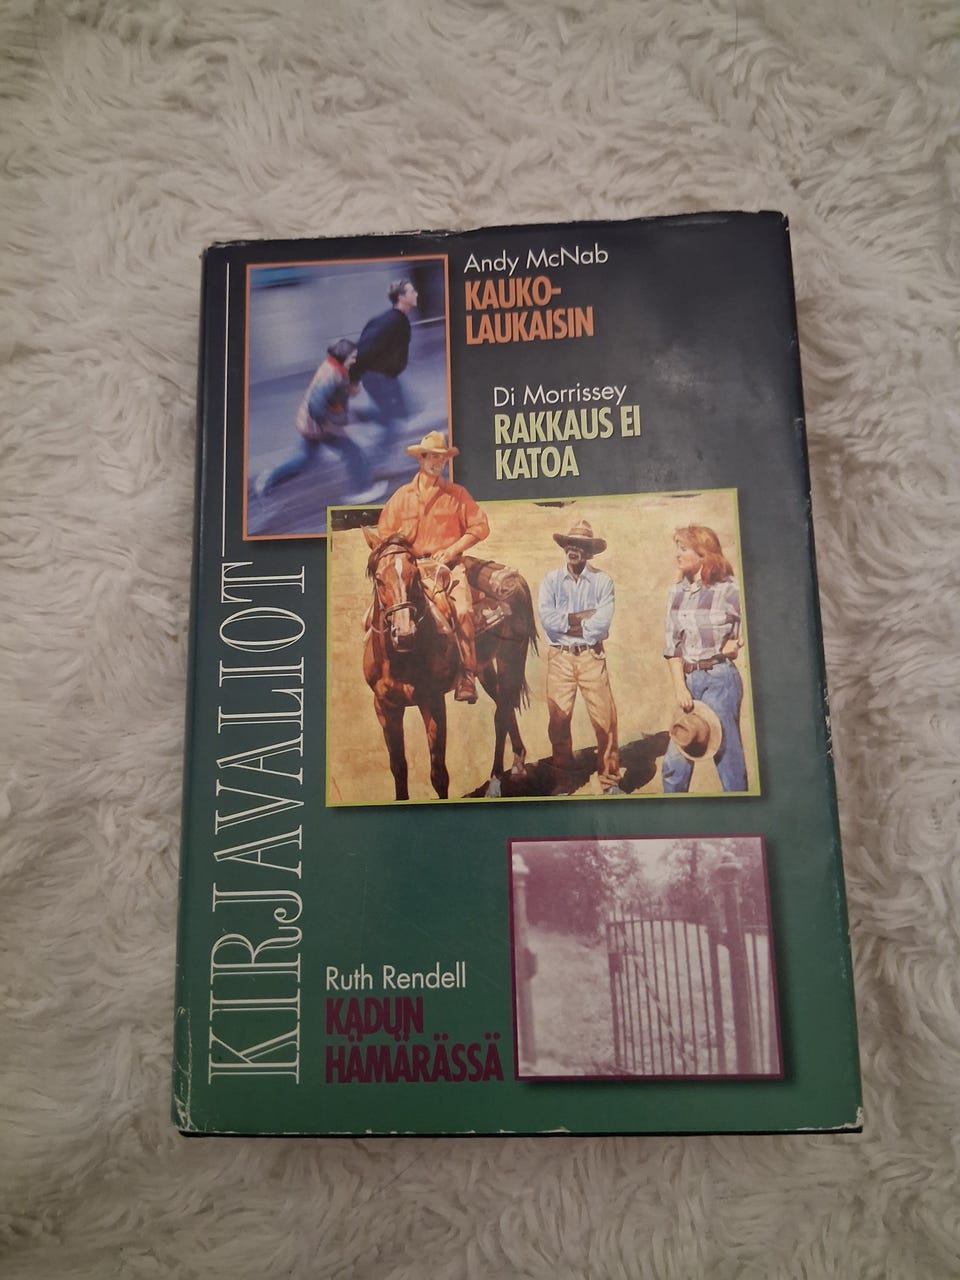 KIRJAVALIOT
Andy McNab
KAUKO-
LAUKAISIN
Di Morrissey
RAKKAUS EI
KATOA
Ruth Rendell
KADUN
HÄMÄRÄSSÄ